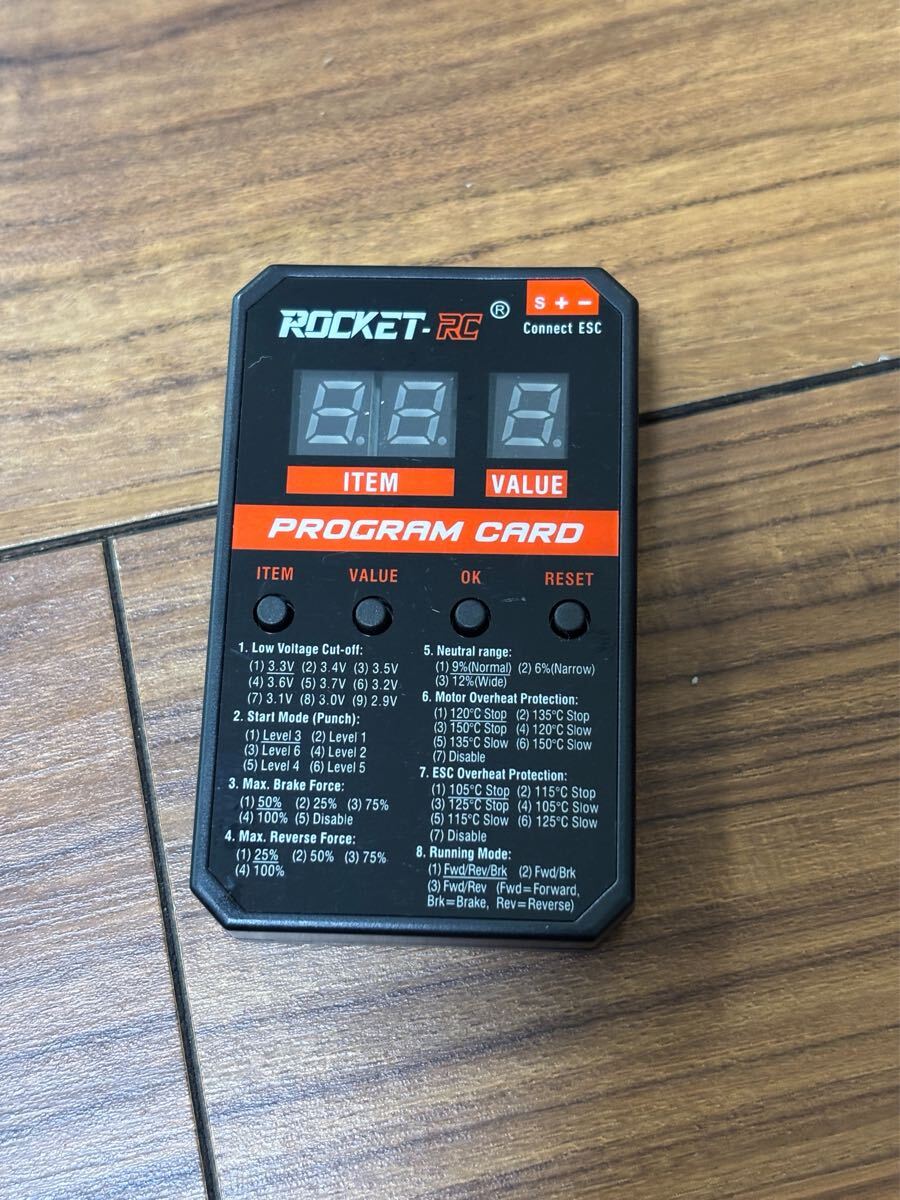 ROCKET-RC ®
S + −
Connect ESC
8.8. 8.
ITEM VALUE
PROGRAM CARD
ITEM VALUE OK RESET
1. Low Voltage Cut-off:
(1) 3.3V (2) 3.4V (3) 3.5V
(4) 3.6V (5) 3.7V (6) 3.2V
(7) 3.1V (8) 3.0V (9) 2.9V
2. Start Mode (Punch):
(1) Level 3 (2) Level 1
(3) Level 6 (4) Level 2
(5) Level 4 (6) Level 5
3. Max. Brake Force:
(1) 50% (2) 25% (3) 75%
(4) 100% (5) Disable
4. Max. Reverse Force:
(1) 25% (2) 50% (3) 75%
(4) 100%
5. Neutral range:
(1) 9%(Normal) (2) 6%(Narrow)
(3) 12%(Wide)
6. Motor Overheat Protection:
(1) 120°C Stop (2) 135°C Stop
(3) 150°C Stop (4) 120°C Slow
(5) 135°C Slow (6) 150°C Slow
(7) Disable
7. ESC Overheat Protection:
(1) 105°C Stop (2) 115°C Stop
(3) 125°C Stop (4) 105°C Slow
(5) 115°C Slow (6) 125°C Slow
(7) Disable
8. Running Mode:
(1) Fwd/Rev/Brk (2) Fwd/Brk
(3) Fwd/Rev (Fwd=Forward,
Brk=Brake, Rev=Reverse)